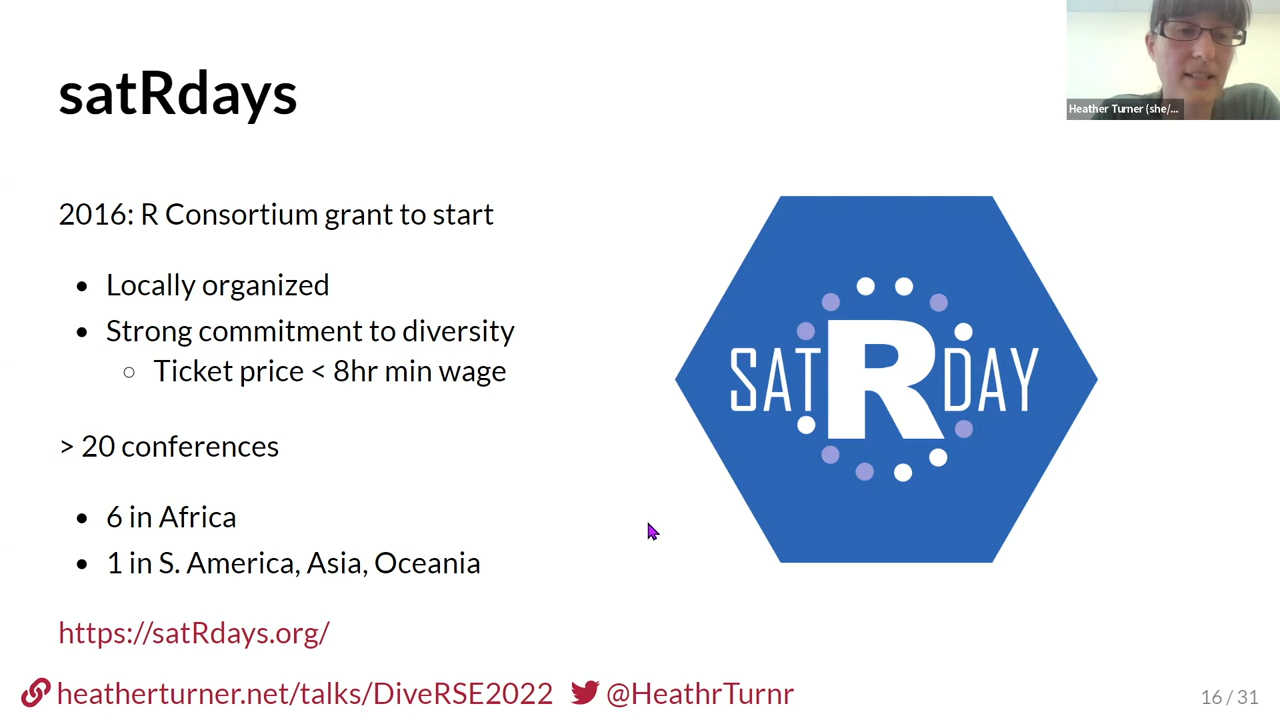 satRdays
Heather Turner (she/...
2016: R Consortium grant to start
Locally organized
Strong commitment to diversity
Ticket price < 8hr min wage
> 20 conferences
6 in Africa
1 in S. America, Asia, Oceania
https://satRdays.org/
SATRDAY
heatherturner.net/talks/DiveRSE2022 @HeathrTurnr
16 / 31